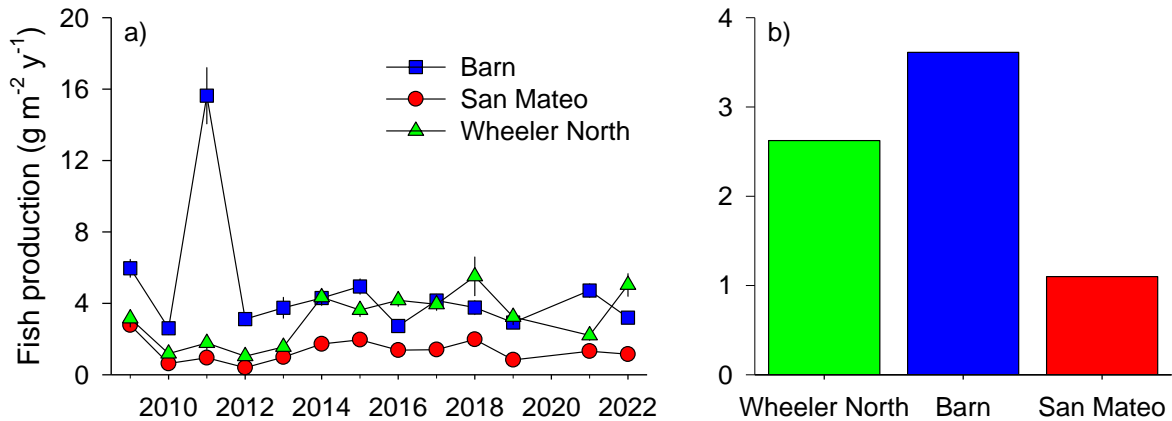 Fish production (g m⁻² y⁻¹)
20
16
12
8
4
0
a)
Barn
San Mateo
Wheeler North
2010 2012 2014 2016 2018 2020 2022
4
3
2
1
0
b)
Wheeler North Barn San Mateo